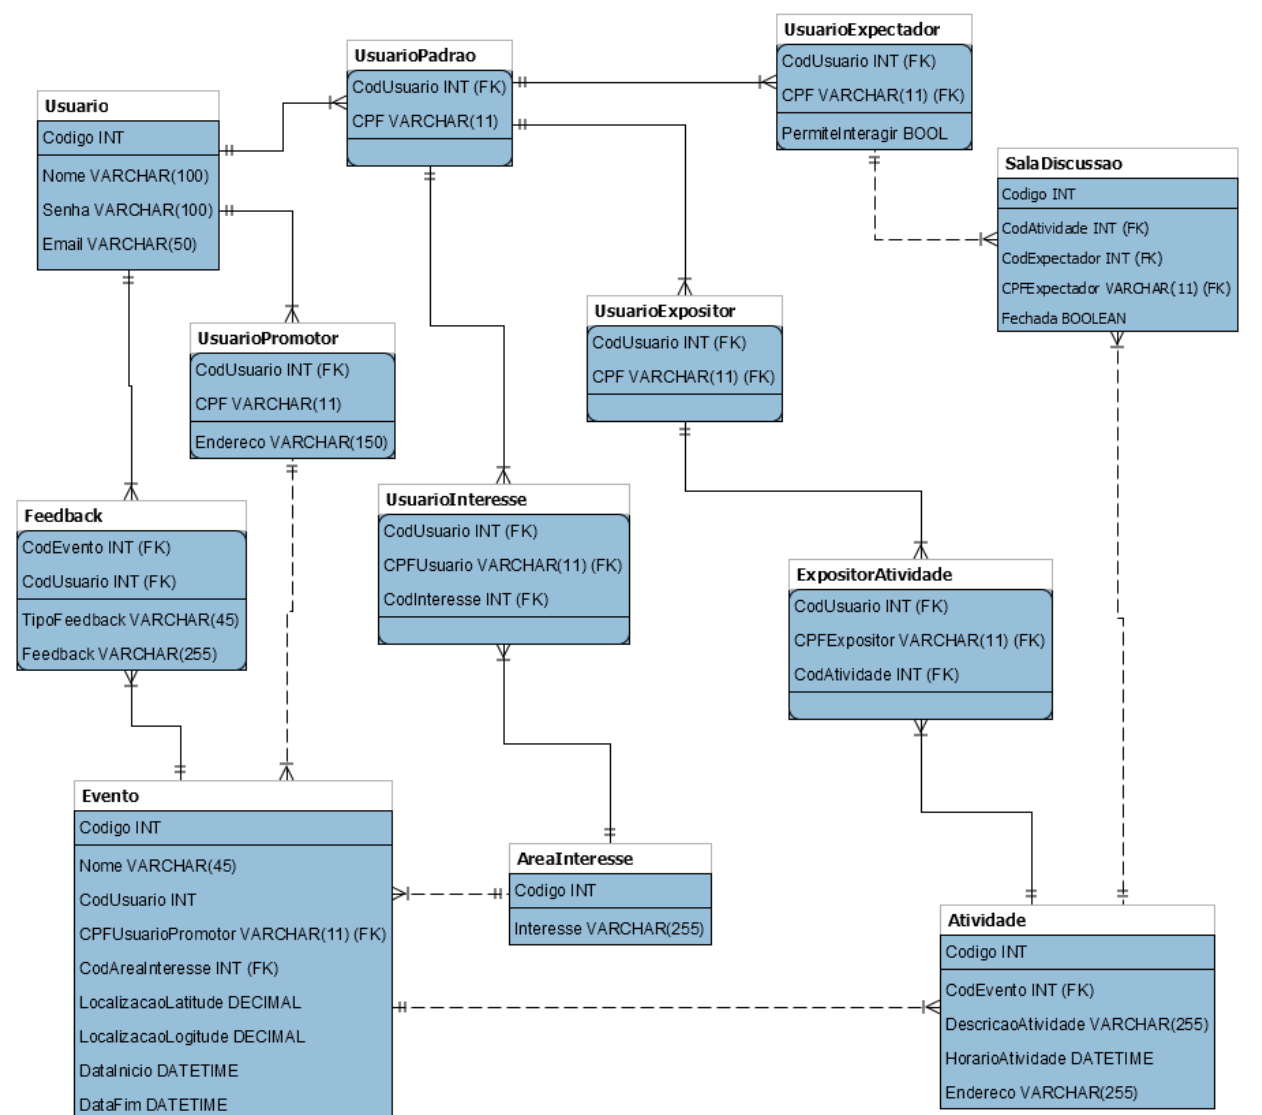 UsuarioExpectador
CodUsuario INT (FK)
CPF VARCHAR(11) (FK)
PermiteInteragir BOOL
UsuarioPadrao
CodUsuario INT (FK)
CPF VARCHAR(11)
Usuario
Codigo INT
Nome VARCHAR(100)
Senha VARCHAR(100)
Email VARCHAR(50)
SalaDiscussao
Codigo INT
CodAtividade INT (FK)
CodExpectador INT (FK)
CPFExpectador VARCHAR(11) (FK)
Fechada BOOLEAN
UsuarioExpositor
CodUsuario INT (FK)
CPF VARCHAR(11) (FK)
UsuarioPromotor
CodUsuario INT (FK)
CPF VARCHAR(11)
Endereco VARCHAR(150)
UsuarioInteresse
CodUsuario INT (FK)
CPFUsuario VARCHAR(11) (FK)
CodInteresse INT (FK)
Feedback
CodEvento INT (FK)
CodUsuario INT (FK)
TipoFeedback VARCHAR(45)
Feedback VARCHAR(255)
ExpositorAtividade
CodUsuario INT (FK)
CPFExpositor VARCHAR(11) (FK)
CodAtividade INT (FK)
Evento
Codigo INT
Nome VARCHAR(45)
CodUsuario INT
CPFUsuarioPromotor VARCHAR(11) (FK)
CodAreaInteresse INT (FK)
LocalizacaoLatitude DECIMAL
LocalizacaoLogitude DECIMAL
DataInicio DATETIME
DataFim DATETIME
AreaInteresse
Codigo INT
Interesse VARCHAR(255)
Atividade
Codigo INT
CodEvento INT (FK)
DescricaoAtividade VARCHAR(255)
HorarioAtividade DATETIME
Endereco VARCHAR(255)